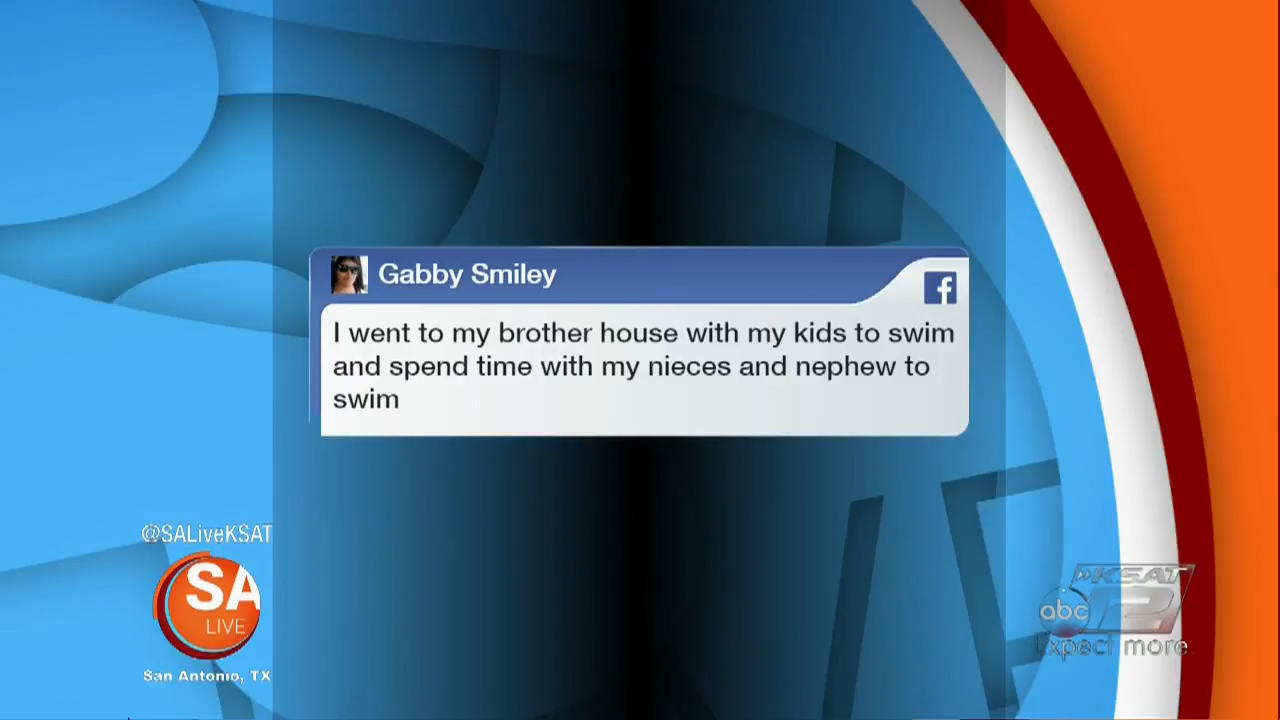 Gabby Smiley
I went to my brother house with my kids to swim
and spend time with my nieces and nephew to
swim
@SALiveKSAT
SA
LIVE
San Antonio, TX
KSAT
abc 12
Expect more